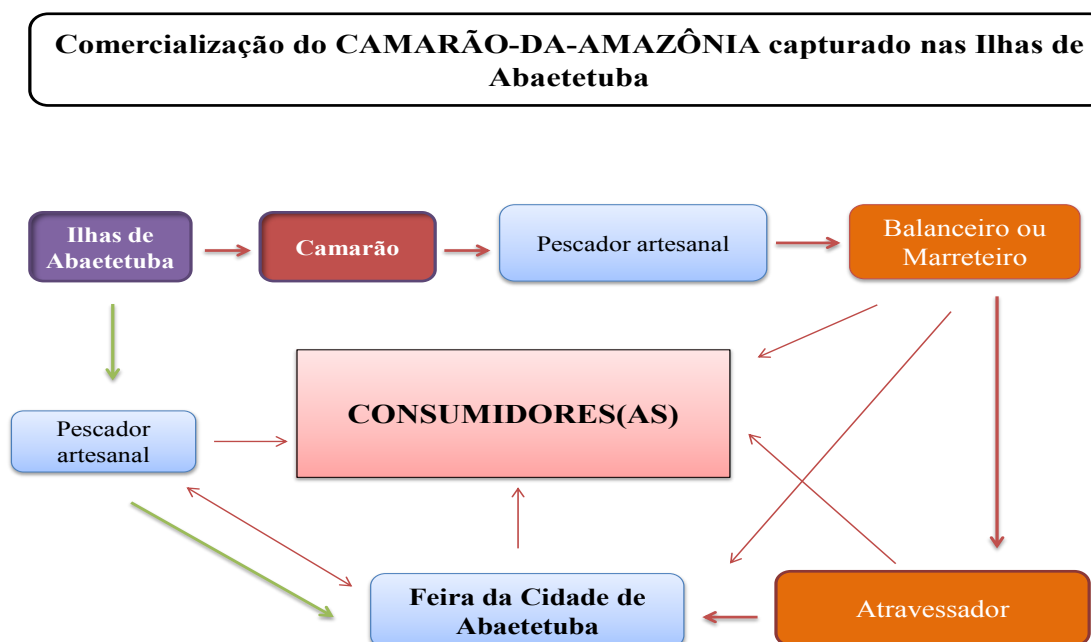 Comercialização do CAMARÃO-DA-AMAZÔNIA capturado nas Ilhas de
Abaetetuba
Ilhas de
Abaetetuba
Camarão
Pescador artesanal
Balanceiro ou
Marreteiro
CONSUMIDORES(AS)
Pescador
artesanal
Feira da Cidade de
Abaetetuba
Atravessador